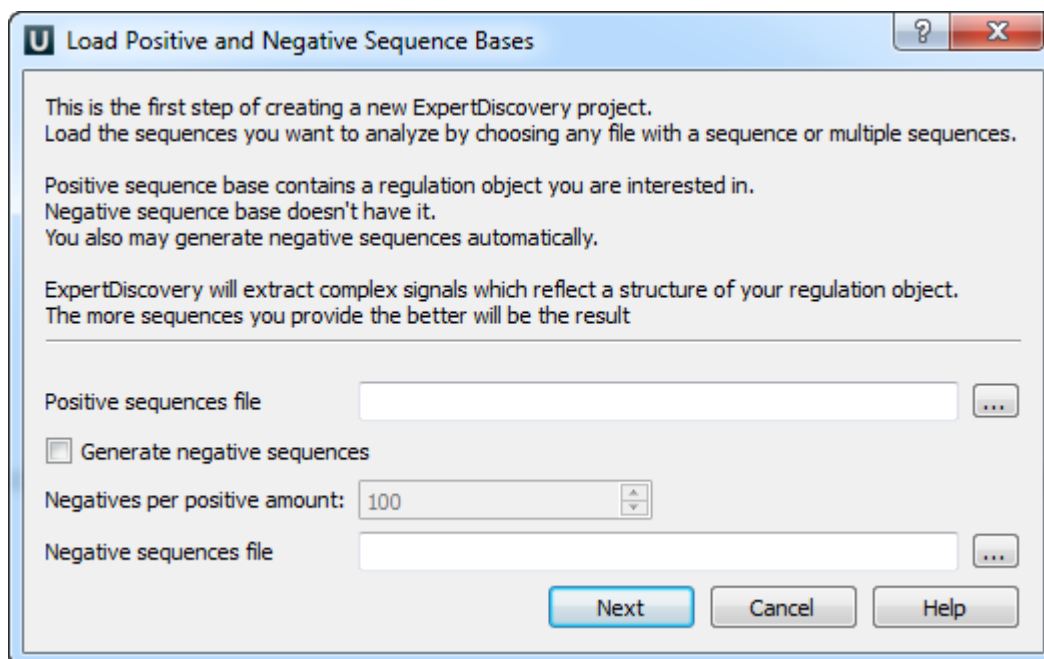 U Load Positive and Negative Sequence Bases ? X
This is the first step of creating a new ExpertDiscovery project.
Load the sequences you want to analyze by choosing any file with a sequence or multiple sequences.
Positive sequence base contains a regulation object you are interested in.
Negative sequence base doesn't have it.
You also may generate negative sequences automatically.
ExpertDiscovery will extract complex signals which reflect a structure of your regulation object.
The more sequences you provide the better will be the result
Positive sequences file ...
Generate negative sequences
Negatives per positive amount: 100
Negative sequences file ...
Next Cancel Help